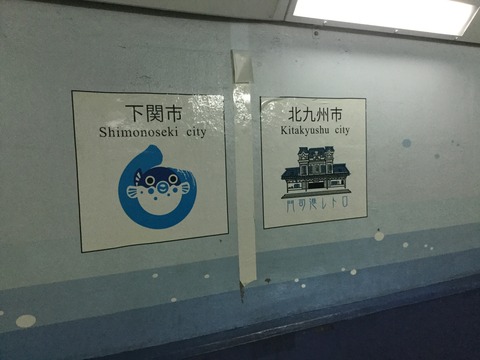 下関市
Shimonoseki city
北九州市
Kitakyushu city
門司港レトロ